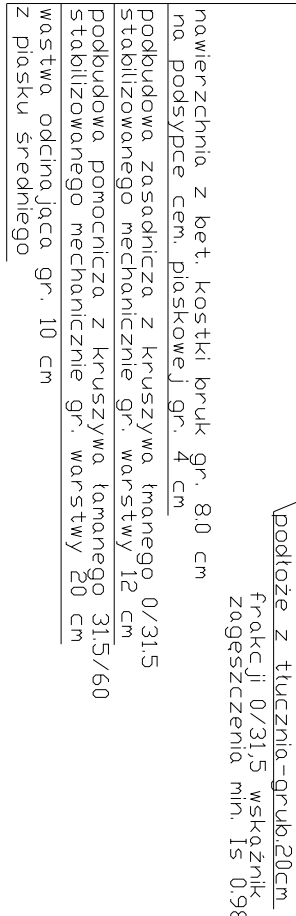 podłoże z tłucznia-grub.20cm
frakcji 0/31,5 wskaźnik
zagęszczenia min. Is 0.98
nawierzchnia z bet. kostki bruk gr. 8.0 cm
na podsypce cem. piaskowej gr. 4 cm
podbudowa zasadnicza z kruszywa łmanego 0/31.5
stabilizowanego mechanicznie gr. warstwy 12 cm
podbudowa pomocnicza z kruszywa łamanego 31.5/60
stabilizowanego mechanicznie gr. warstwy 20 cm
wastwa odcinająca gr. 10 cm
z piasku średniego